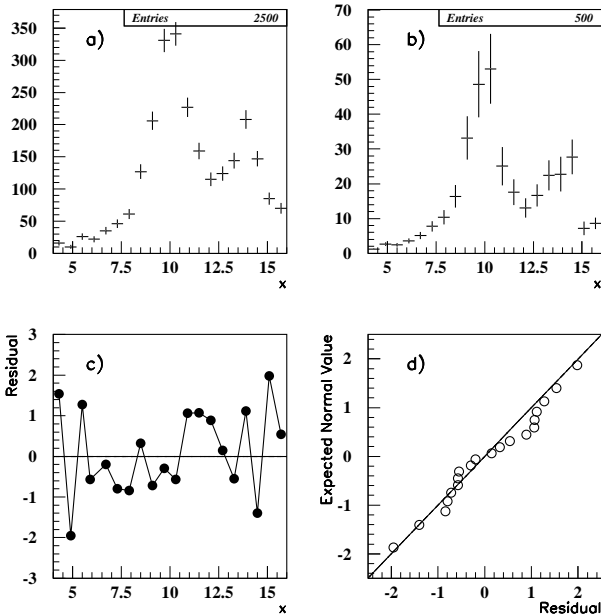 Entries 2500
a)
350
300
250
200
150
100
50
0
5 7.5 10 12.5 15
x
Entries 500
b)
70
60
50
40
30
20
10
0
5 7.5 10 12.5 15
x
c)
Residual
3
2
1
0
-1
-2
-3
5 7.5 10 12.5 15
x
d)
Expected Normal Value
2
1
0
-1
-2
-2 -1 0 1 2
Residual